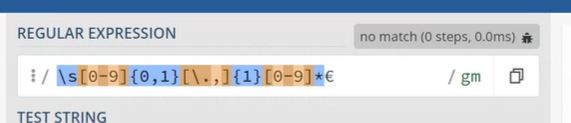 REGULAR EXPRESSION
no match (0 steps, 0.0ms)
/ \s[0-9]{0,1}[\.,]{1}[0-9]*€ / gm
TEST STRING